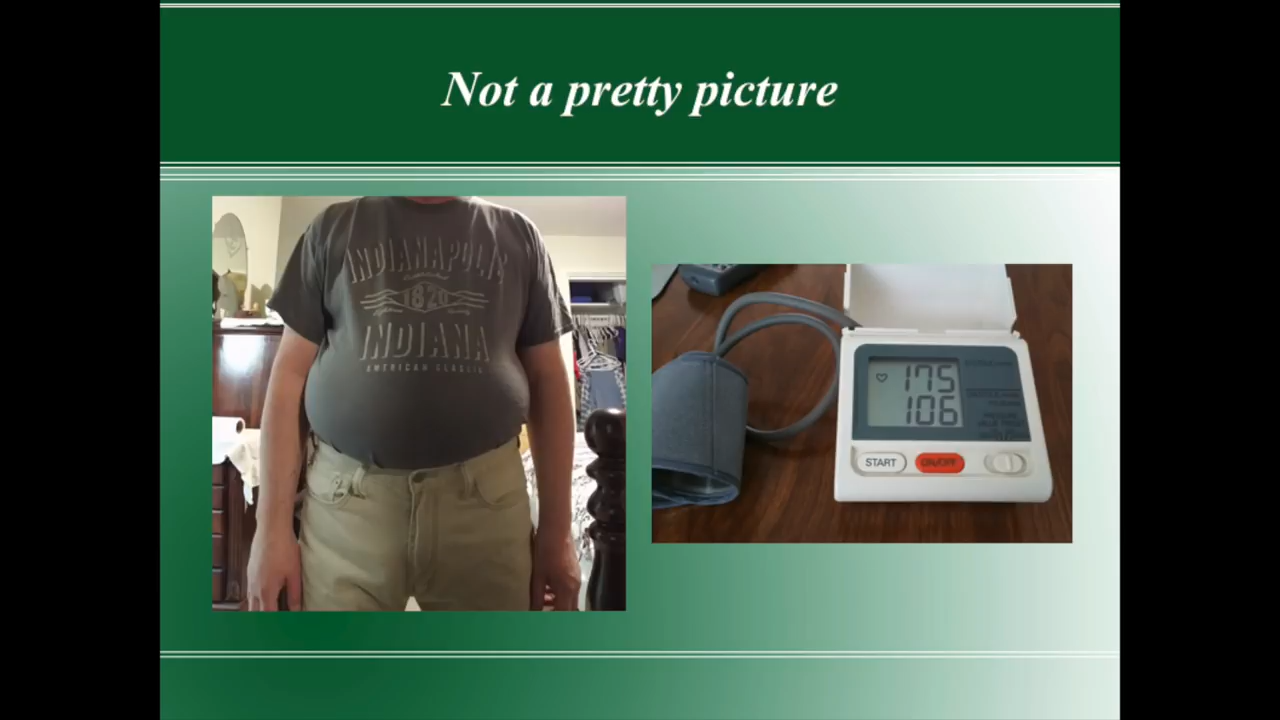 Not a pretty picture
INDIANAPOLIS
1820
INDIANA
AMERICAN CLASSIC
175
106
START
ON/OFF